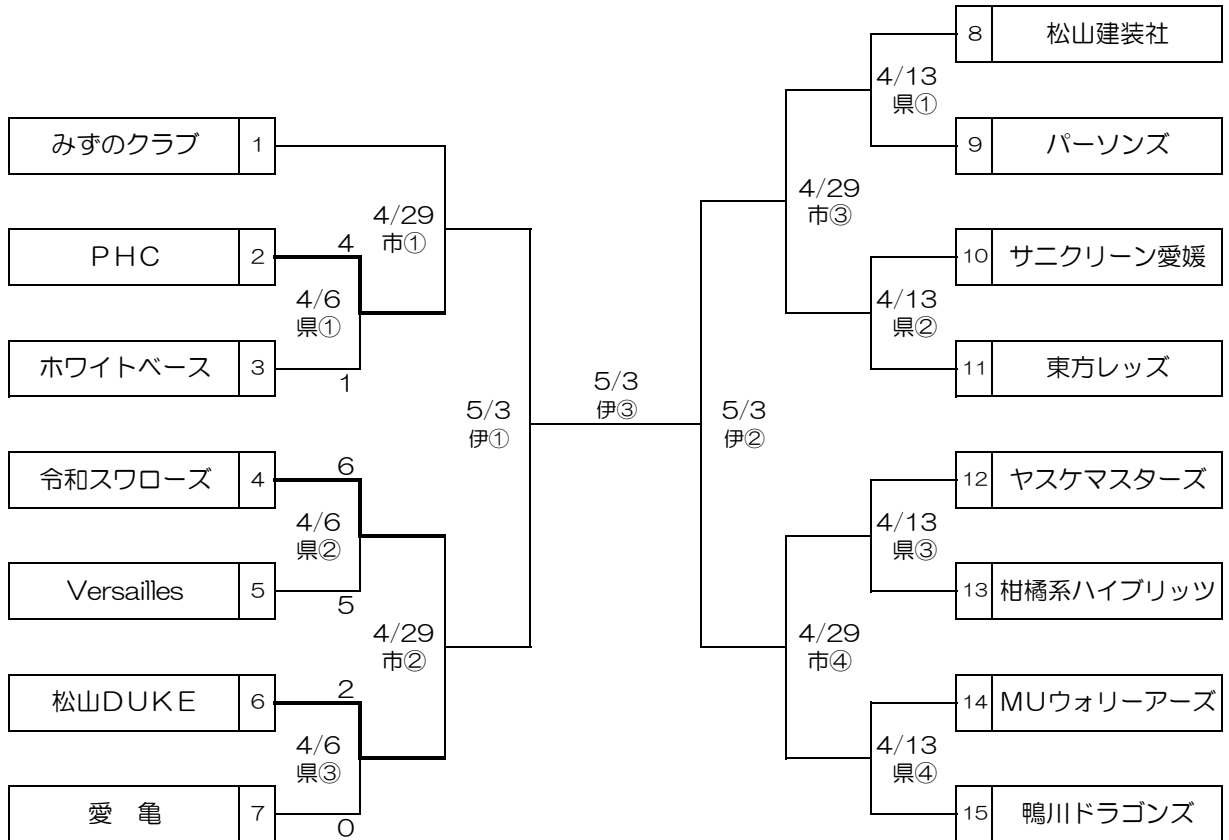 みずのクラブ 1
PHC 2
ホワイトベース 3
令和スワローズ 4
Versailles 5
松山DUKE 6
愛 亀 7
4
4/6
県①
1
6
4/6
県②
5
2
4/6
県③
0
4/29
市①
4/29
市②
5/3
伊①
5/3
伊③
5/3
伊②
4/29
市③
4/29
市④
4/13
県①
4/13
県②
4/13
県③
4/13
県④
8 松山建装社
9 パーソンズ
10 サニクリーン愛媛
11 東方レッズ
12 ヤスケマスターズ
13 柑橘系ハイブリッツ
14 MUウォリーアーズ
15 鴨川ドラゴンズ